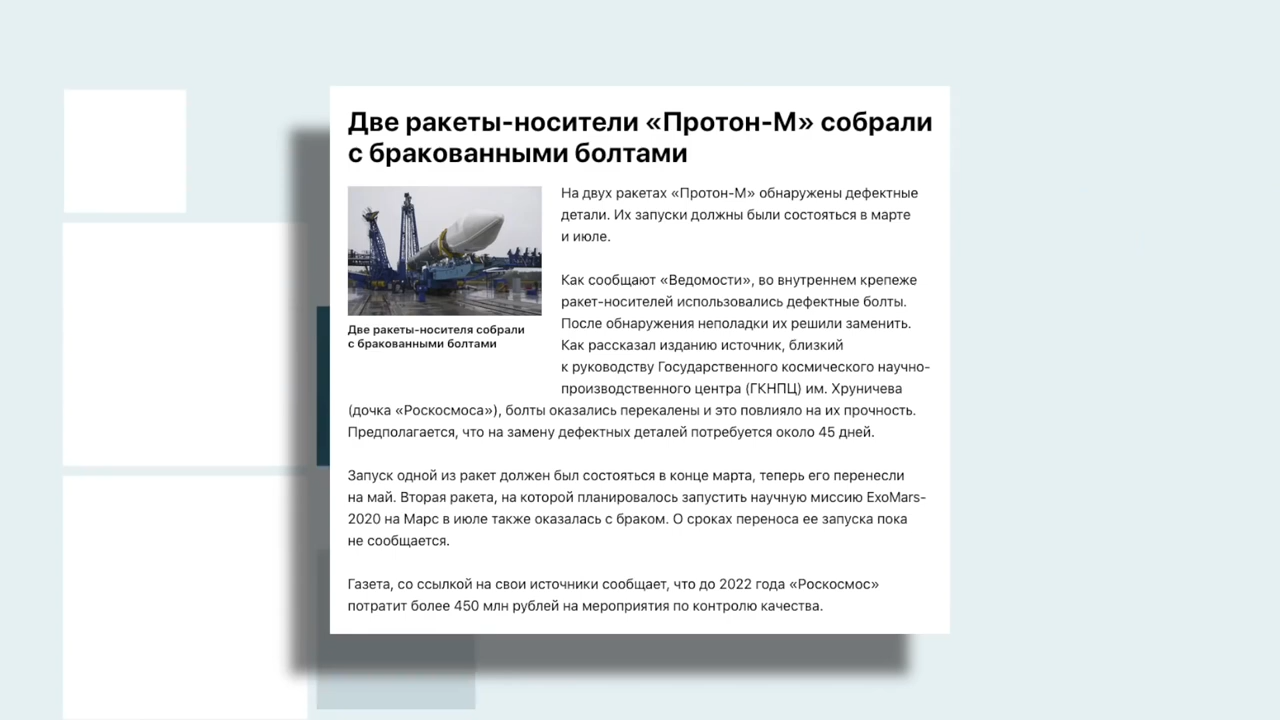 Две ракеты-носители «Протон-М» собрали
с бракованными болтами
На двух ракетах «Протон-М» обнаружены дефектные
детали. Их запуски должны были состояться в марте
и июле.
Две ракеты-носителя собрали
с бракованными болтами
Как сообщают «Ведомости», во внутреннем крепеже
ракет-носителей использовались дефектные болты.
После обнаружения неполадки их решили заменить.
Как рассказал изданию источник, близкий
к руководству Государственного космического научно-
производственного центра (ГКНПЦ) им. Хруничева
(дочка «Роскосмоса»), болты оказались перекалены и это повлияло на их прочность.
Предполагается, что на замену дефектных деталей потребуется около 45 дней.
Запуск одной из ракет должен был состояться в конце марта, теперь его перенесли
на май. Вторая ракета, на которой планировалось запустить научную миссию ExoMars-
2020 на Марс в июле также оказалась с браком. О сроках переноса ее запуска пока
не сообщается.
Газета, со ссылкой на свои источники сообщает, что до 2022 года «Роскосмос»
потратит более 450 млн рублей на мероприятия по контролю качества.